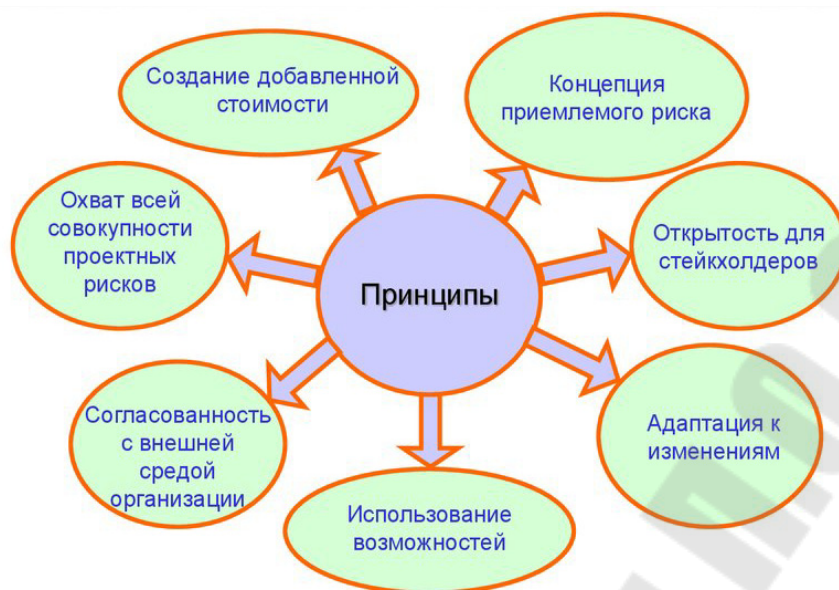 Создание добавленной
стоимости
Концепция
приемлемого риска
Охват всей
совокупности
проектных
рисков
Открытость для
стейкхолдеров
Принципы
Согласованность
с внешней
средой
организации
Адаптация к
изменениям
Использование
возможностей